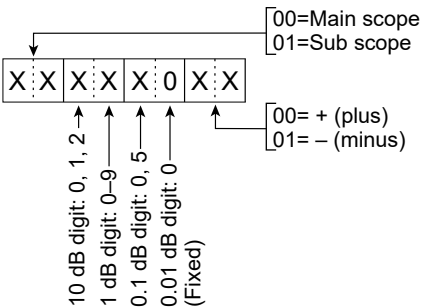 00=Main scope
01=Sub scope
X X X X X 0 X X
00= + (plus)
01= – (minus)
10 dB digit: 0, 1, 2
1 dB digit: 0–9
0.1 dB digit: 0, 5
0.01 dB digit: 0
(Fixed)